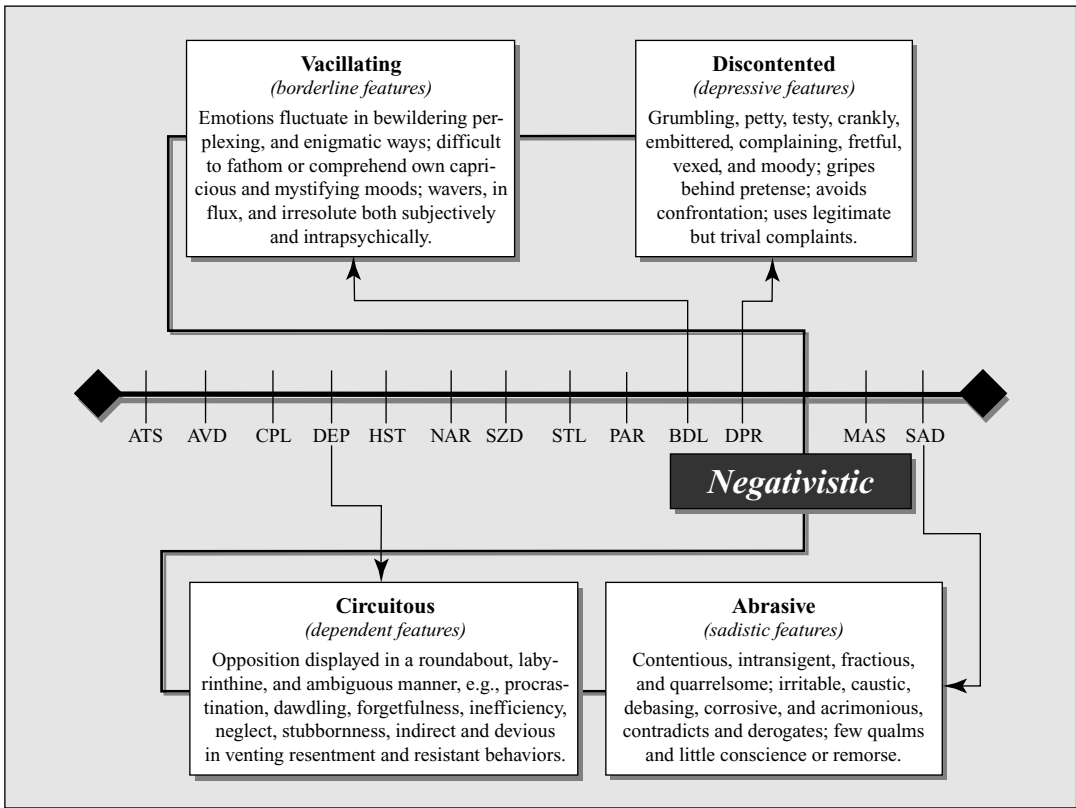 Vacillating
(borderline features)
Emotions fluctuate in bewildering per-
plexing, and enigmatic ways; difficult
to fathom or comprehend own capri-
cious and mystifying moods; wavers, in
flux, and irresolute both subjectively
and intrapsychically.
Discontented
(depressive features)
Grumbling, petty, testy, crankly,
embittered, complaining, fretful,
vexed, and moody; gripes
behind pretense; avoids
confrontation; uses legitimate
but trival complaints.
ATS AVD CPL DEP HST NAR SZD STL PAR BDL DPR MAS SAD
Negativistic
Circuitous
(dependent features)
Opposition displayed in a roundabout, laby-
rinthine, and ambiguous manner, e.g., procras-
tination, dawdling, forgetfulness, inefficiency,
neglect, stubbornness, indirect and devious
in venting resentment and resistant behaviors.
Abrasive
(sadistic features)
Contentious, intransigent, fractious,
and quarrelsome; irritable, caustic,
debasing, corrosive, and acrimonious,
contradicts and derogates; few qualms
and little conscience or remorse.